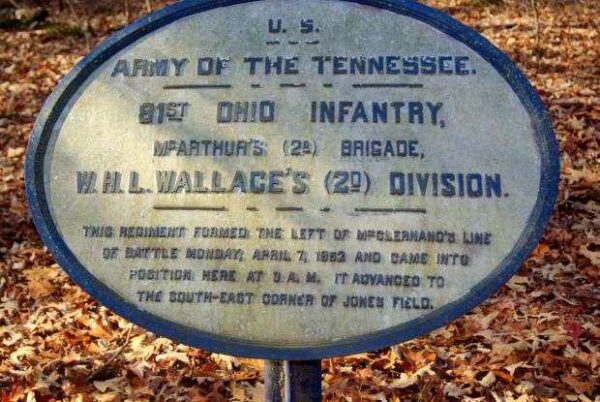 U. S.
ARMY OF THE TENNESSEE.
81ST OHIO INFANTRY,
MCARTHUR'S (2D) BRIGADE,
W. H. L. WALLACE'S (2D) DIVISION.
THIS REGIMENT FORMED THE LEFT OF MCCLERNAND'S LINE
OF BATTLE MONDAY, APRIL 7, 1862 AND CAME INTO
POSITION HERE AT 8 A. M. IT ADVANCED TO
THE SOUTH-EAST CORNER OF JONES FIELD.